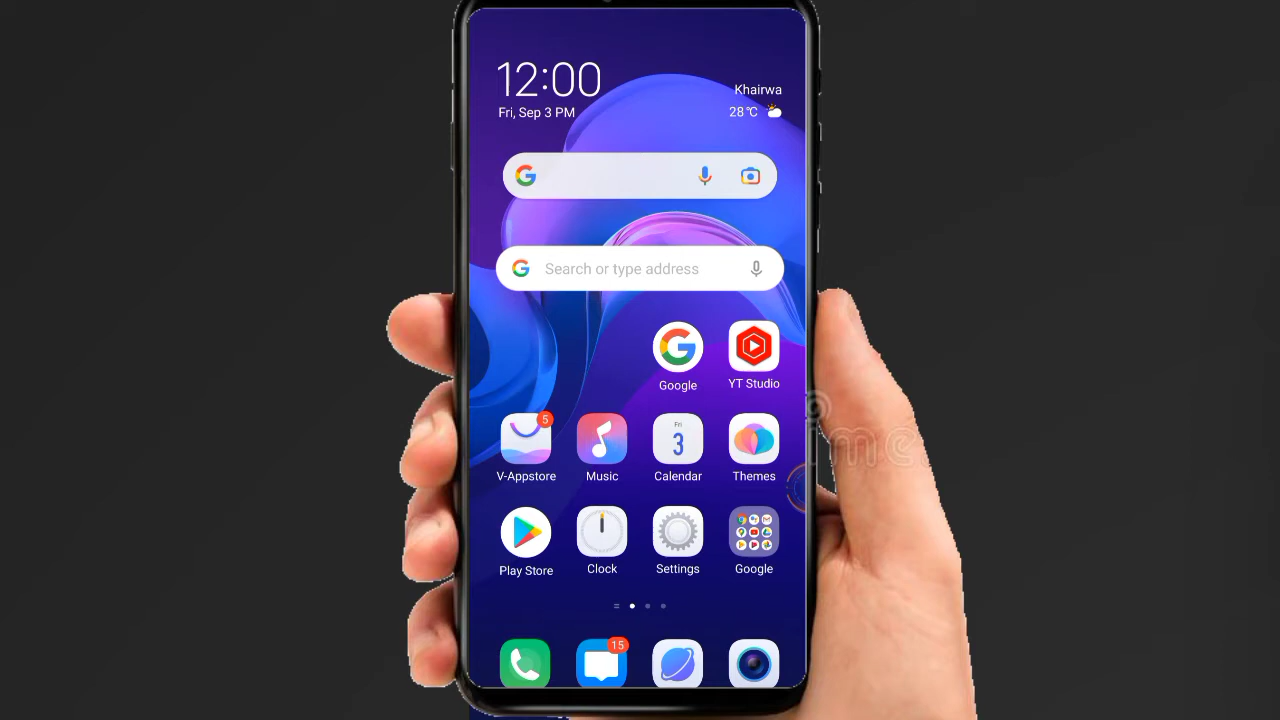 12:00
Fri, Sep 3 PM
Khairwa
28°C
Search or type address
Google
YT Studio
5
V-Appstore
Music
Fri
3
Calendar
Themes
Play Store
Clock
Settings
Google
15